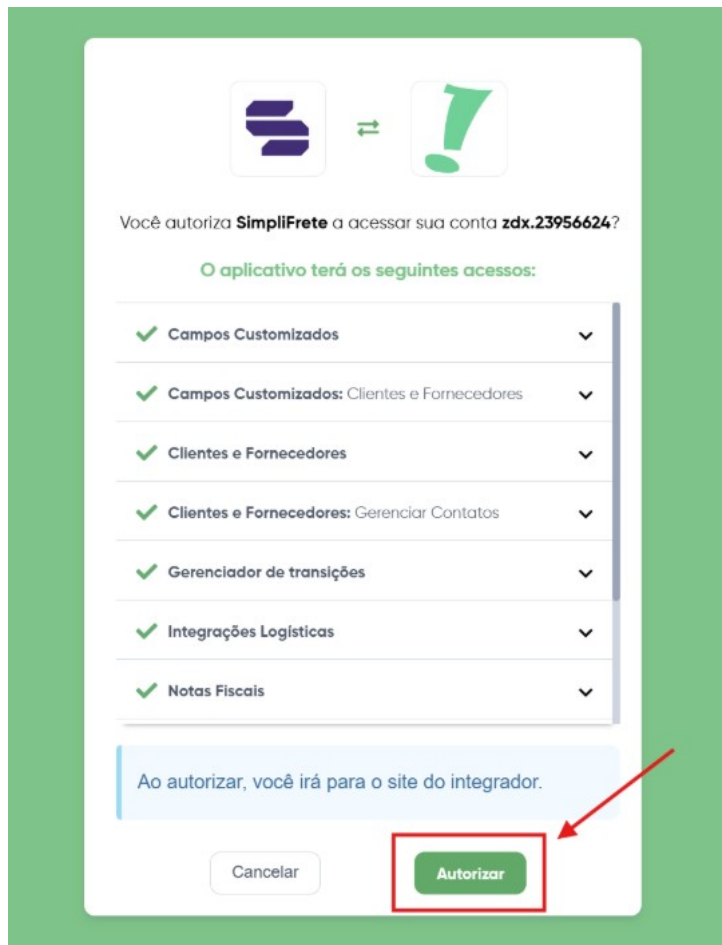 Você autoriza SimpliFrete a acessar sua conta zdx.23956624?
O aplicativo terá os seguintes acessos:
Campos Customizados
Campos Customizados: Clientes e Fornecedores
Clientes e Fornecedores
Clientes e Fornecedores: Gerenciar Contatos
Gerenciador de transições
Integrações Logísticas
Notas Fiscais
Ao autorizar, você irá para o site do integrador.
Cancelar
Autorizar